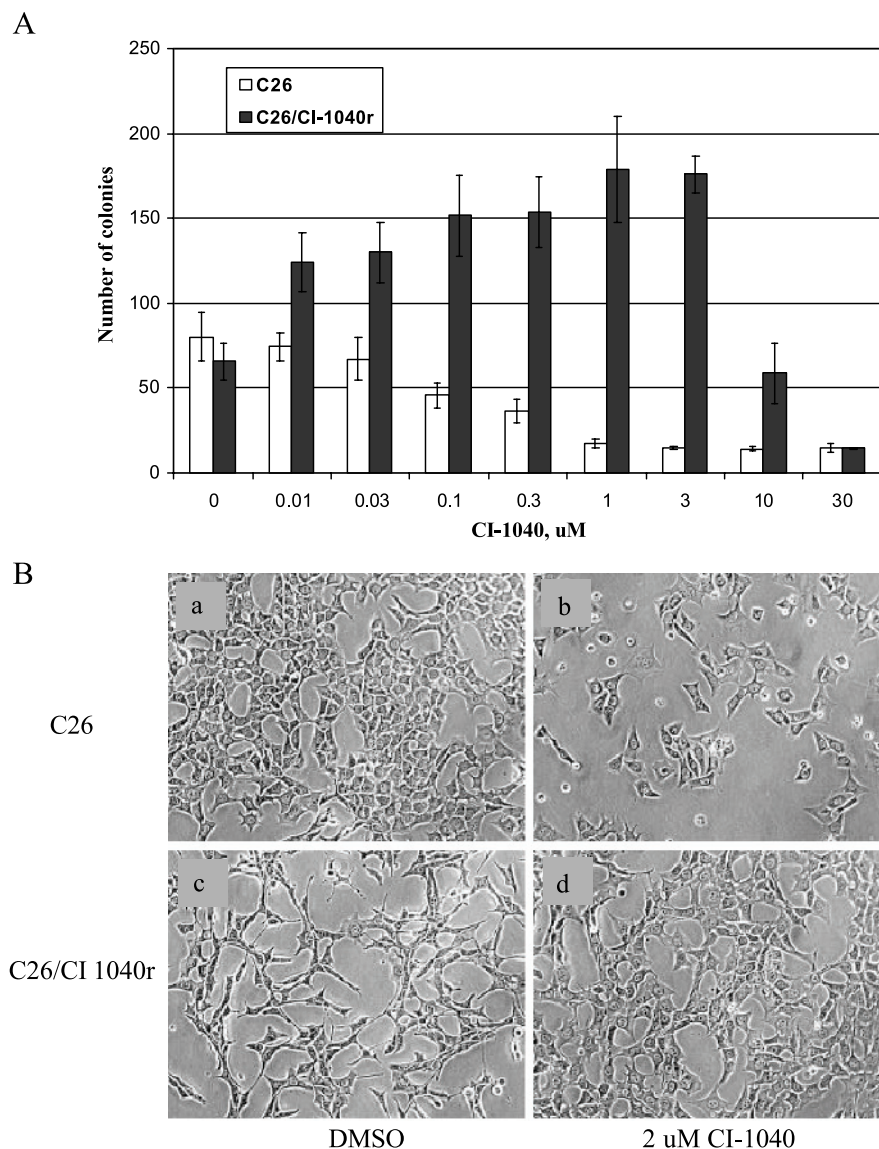 A
250
200
150
100
50
0
Number of colonies
C26
C26/CI-1040r
0 0.01 0.03 0.1 0.3 1 3 10 30
CI-1040, uM
B
a b
C26
c d
C26/CI 1040r
DMSO 2 uM CI-1040